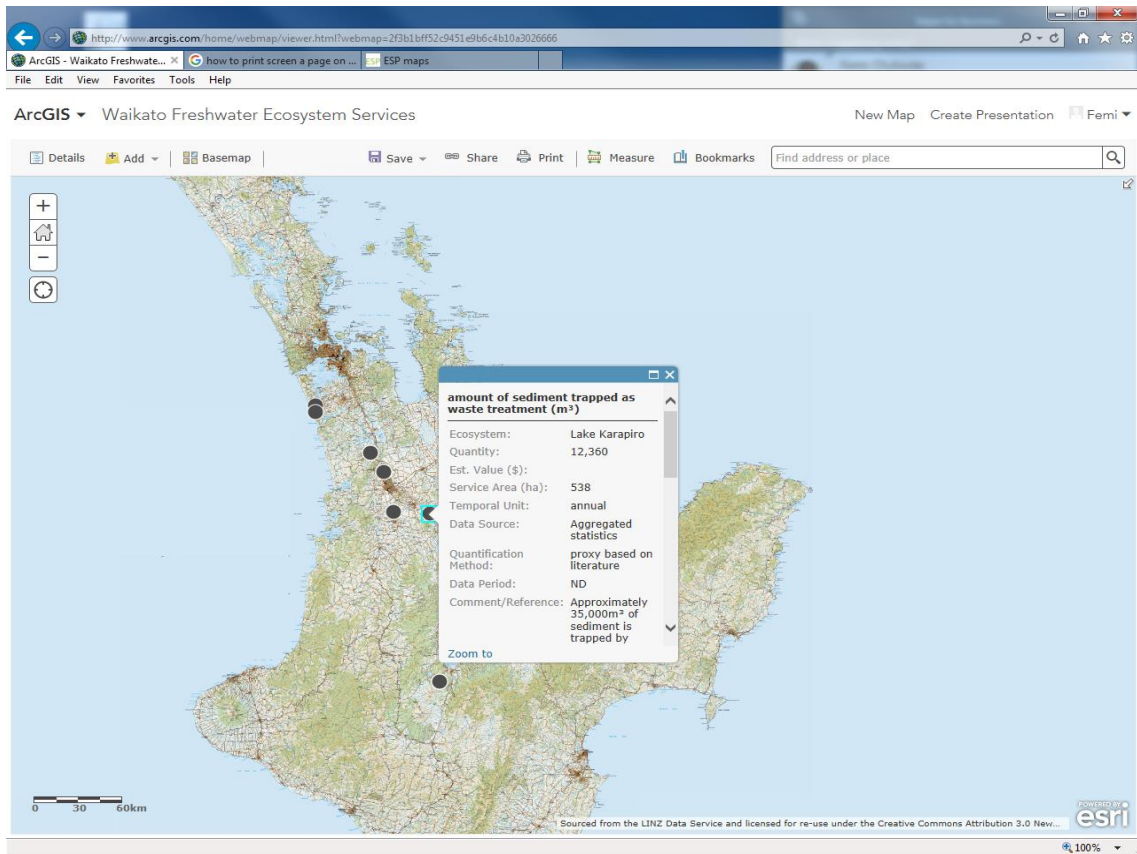 http://www.arcgis.com/home/webmap/viewer.html?webmap=2f3b1bff52c9451e9b6c4b10a3026666
ArcGIS - Waikato Freshwate...
how to print screen a page on ...
ESP ESP maps
File Edit View Favorites Tools Help
ArcGIS Waikato Freshwater Ecosystem Services New Map Create Presentation Femi
Details Add Basemap Save Share Print Measure Bookmarks Find address or place
amount of sediment trapped as
waste treatment (m³)
Ecosystem: Lake Karapiro
Quantity: 12,360
Est. Value ($):
Service Area (ha): 538
Temporal Unit: annual
Data Source: Aggregated
statistics
Quantification proxy based on
Method: literature
Data Period: ND
Comment/Reference: Approximately
35,000m³ of
sediment is
trapped by
Zoom to
0 30 60km
POWERED BY
esri
Sourced from the LINZ Data Service and licensed for re-use under the Creative Commons Attribution 3.0 New...
100%